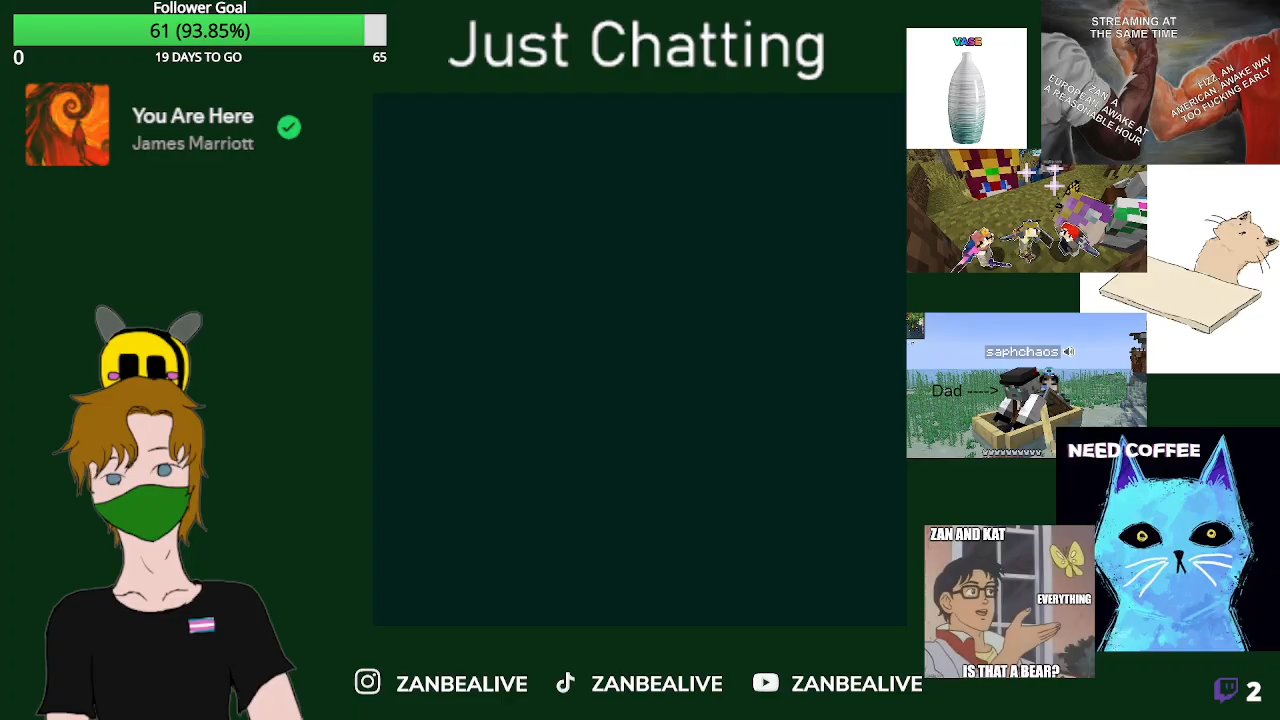 Follower Goal
61 (93.85%)
0
19 DAYS TO GO
65
You Are Here
James Marriott
Just Chatting
VASE
STREAMING AT
THE SAME TIME
ZAN, A
EUROPEAN, AWAKE AT
A REASONABLE HOUR
FIZZ, AN
AMERICAN AWAKE WAY
TOO FUCKING EARLY
saphchaos
Dad ---->
NEED COFFEE
ZAN AND KAT
EVERYTHING
IS THAT A BEAR?
ZANBEALIVE
ZANBEALIVE
ZANBEALIVE
2